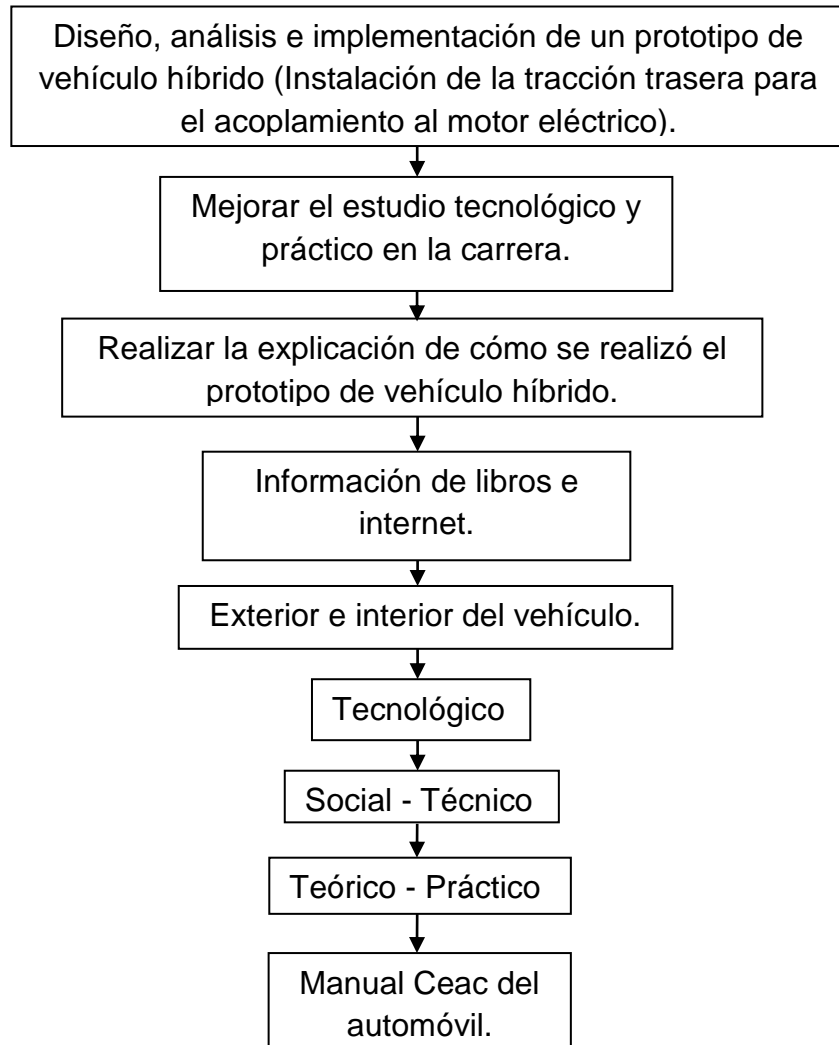 Diseño, análisis e implementación de un prototipo de
vehículo híbrido (Instalación de la tracción trasera para
el acoplamiento al motor eléctrico).
Mejorar el estudio tecnológico y
práctico en la carrera.
Realizar la explicación de cómo se realizó el
prototipo de vehículo híbrido.
Información de libros e
internet.
Exterior e interior del vehículo.
Tecnológico
Social - Técnico
Teórico - Práctico
Manual Ceac del
automóvil.